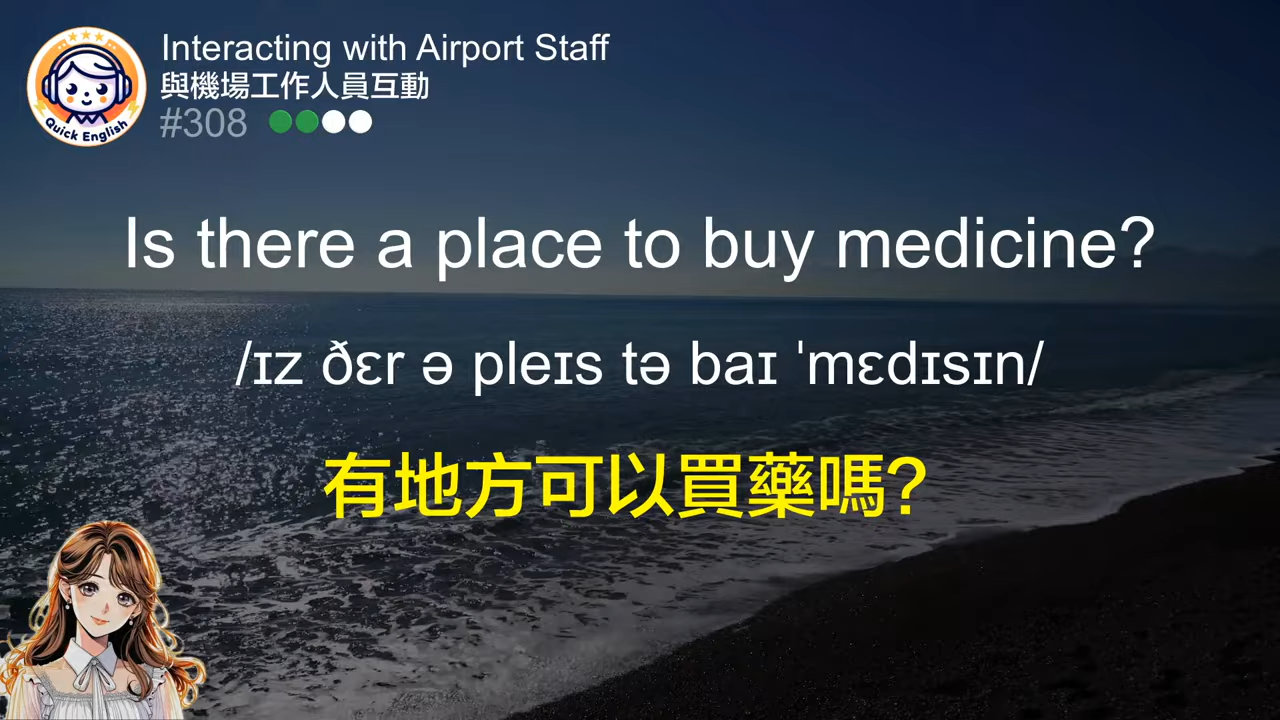 Quick English
Interacting with Airport Staff
與機場工作人員互動
#308
Is there a place to buy medicine?
/ɪz ðɛr ə pleɪs tə baɪ ˈmɛdɪsɪn/
有地方可以買藥嗎?